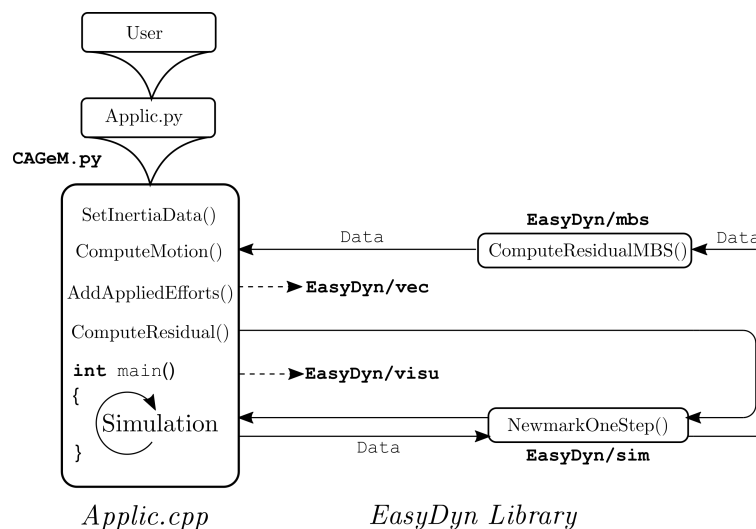 User
Applic.py
CAGeM.py
SetInertiaData()
EasyDyn/mbs
ComputeMotion()
Data
ComputeResidualMBS()
Data
AddAppliedEfforts()
EasyDyn/vec
ComputeResidual()
int main()
EasyDyn/visu
{
Simulation
NewmarkOneStep()
}
Data
EasyDyn/sim
Applic.cpp
EasyDyn Library